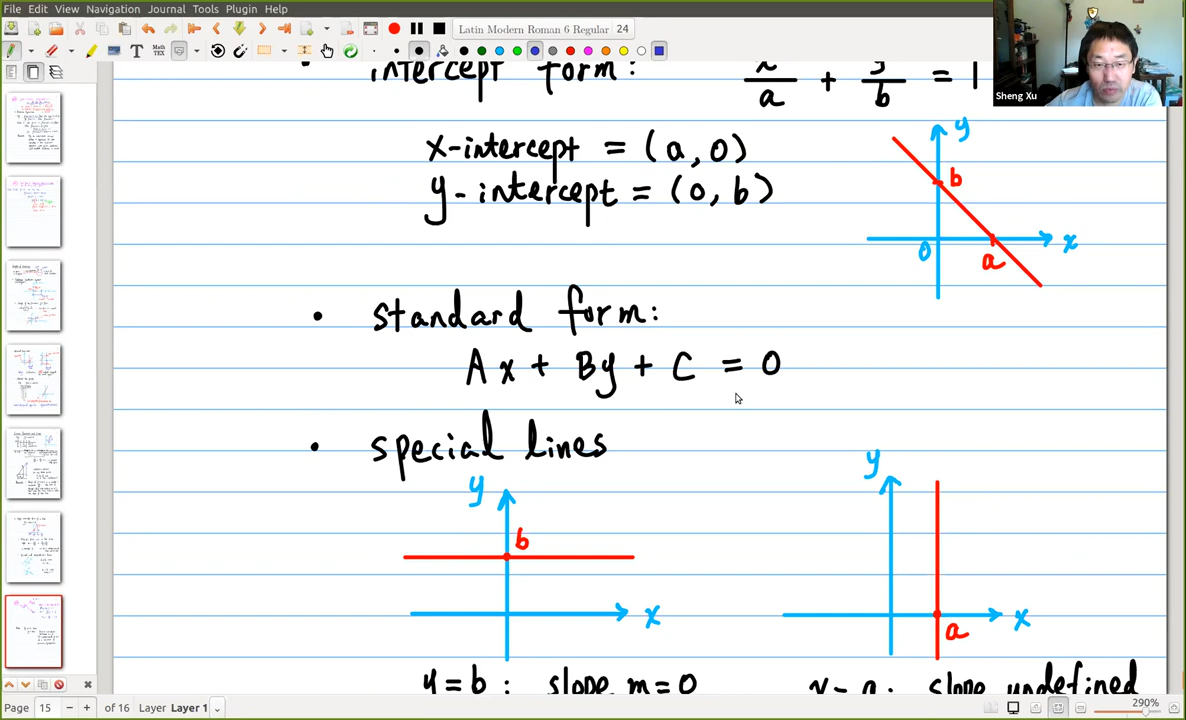 File Edit View Navigation Journal Tools Plugin Help
Latin Modern Roman 6 Regular 24
Sheng Xu
intercept form: x/a + y/b = 1
y
x-intercept = (a, 0)
b
y-intercept = (0, b)
0 a x
• standard form:
Ax + By + C = 0
• special lines
y
b
x
y
a
x
y = b : slope m = 0
x = a : slope undefined
Page 15 of 16 Layer Layer 1
290%